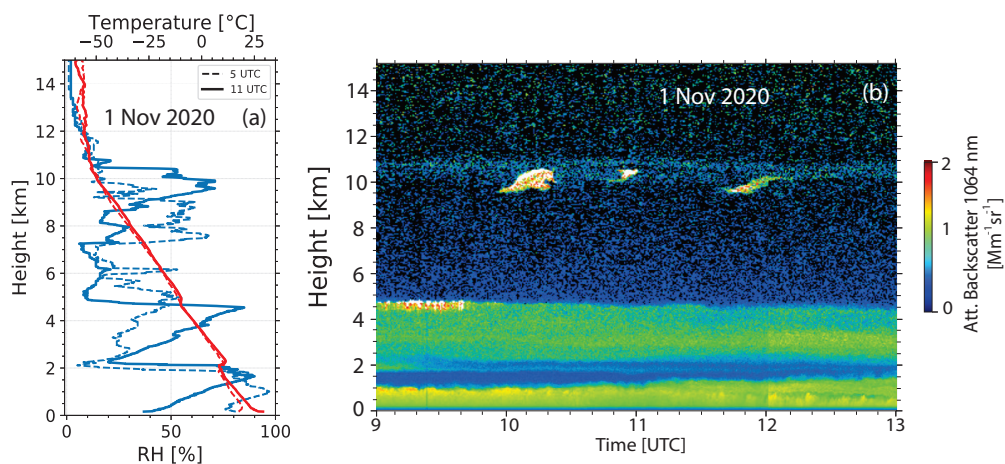 Temperature [°C]
−50 −25 0 25
5 UTC
11 UTC
1 Nov 2020 (a)
Height [km]
14
12
10
8
6
4
2
0
0 50 100
RH [%]
1 Nov 2020 (b)
Height [km]
14
12
10
8
6
4
2
0
9 10 11 12 13
Time [UTC]
2
1
0
Att. Backscatter 1064 nm
[Mm⁻¹sr⁻¹]